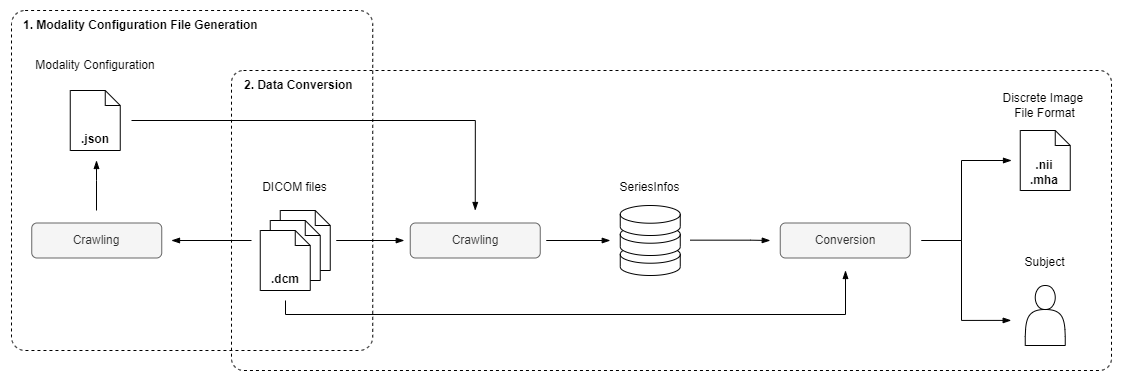 1. Modality Configuration File Generation
Modality Configuration
.json
Crawling
2. Data Conversion
DICOM files
.dcm
Crawling
SeriesInfos
Conversion
Discrete Image
File Format
.nii
.mha
Subject